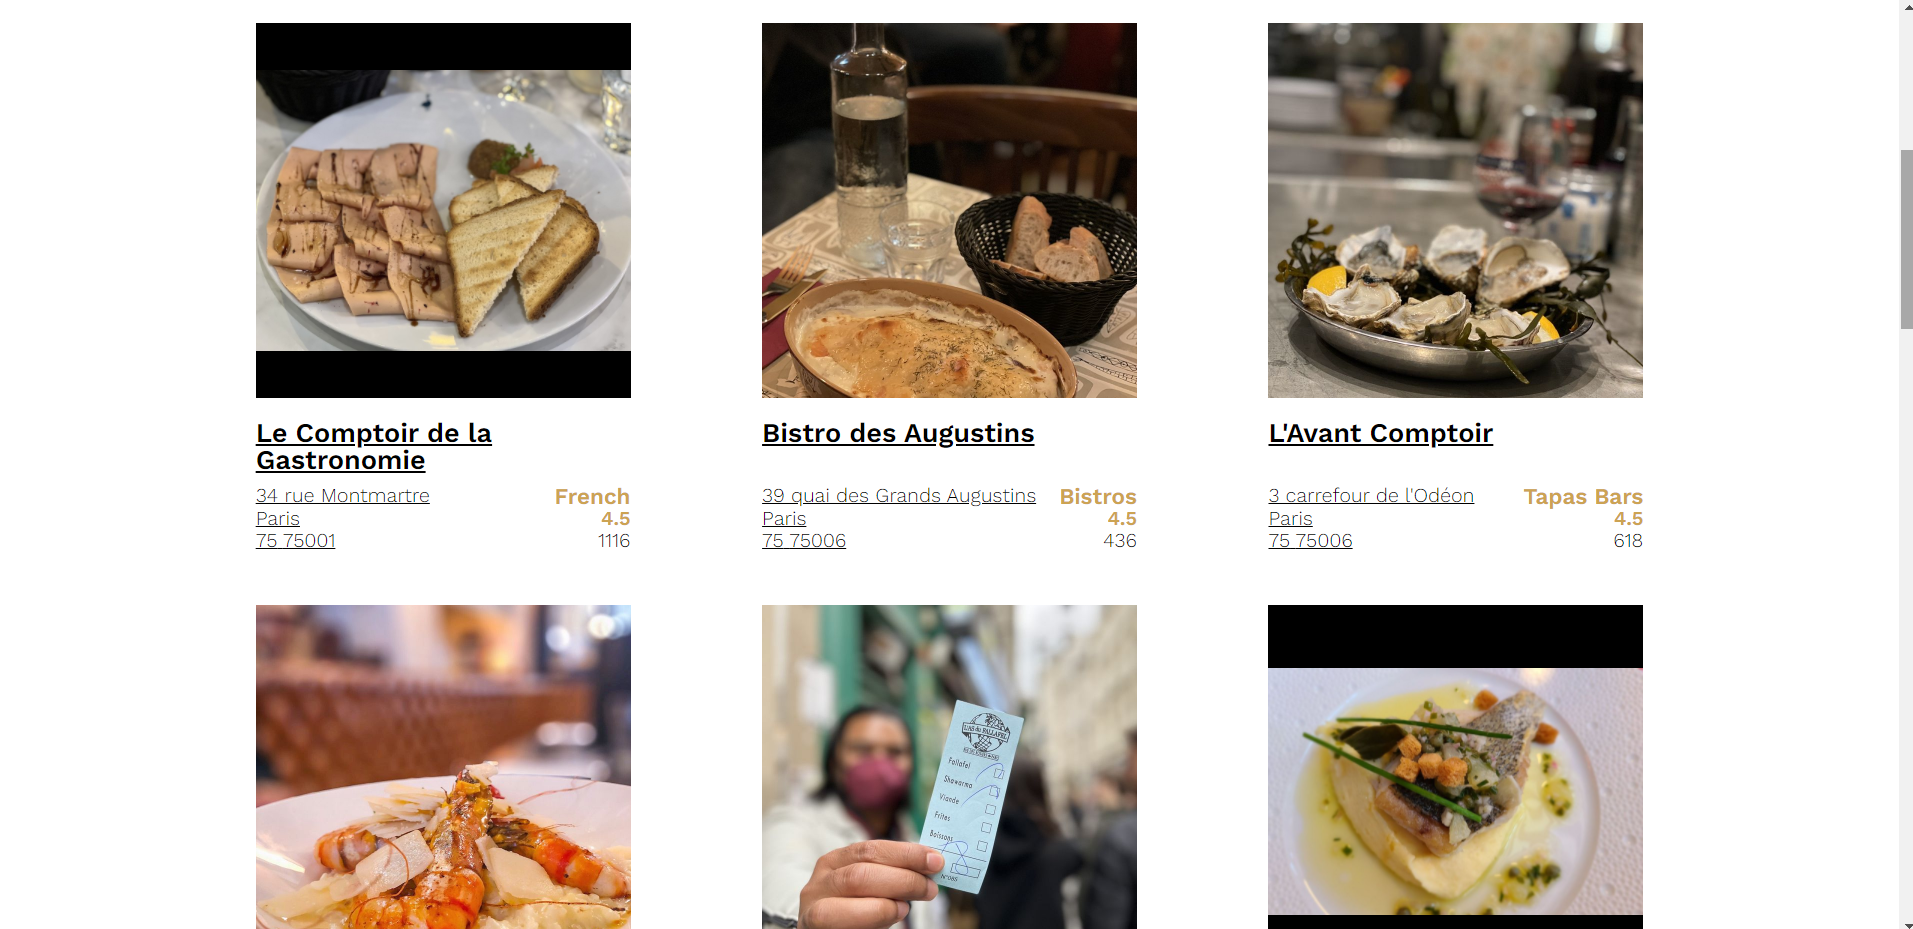 Le Comptoir de la
Gastronomie
34 rue Montmartre
French
Paris
4.5
75 75001
1116
Bistro des Augustins
39 quai des Grands Augustins
Bistros
Paris
4.5
75 75006
436
L'Avant Comptoir
3 carrefour de l'Odéon
Tapas Bars
Paris
4.5
75 75006
618
L'AS du FALLAFEL
Fallafel
Shawarma
Viande
Frites
Boissons
N°089